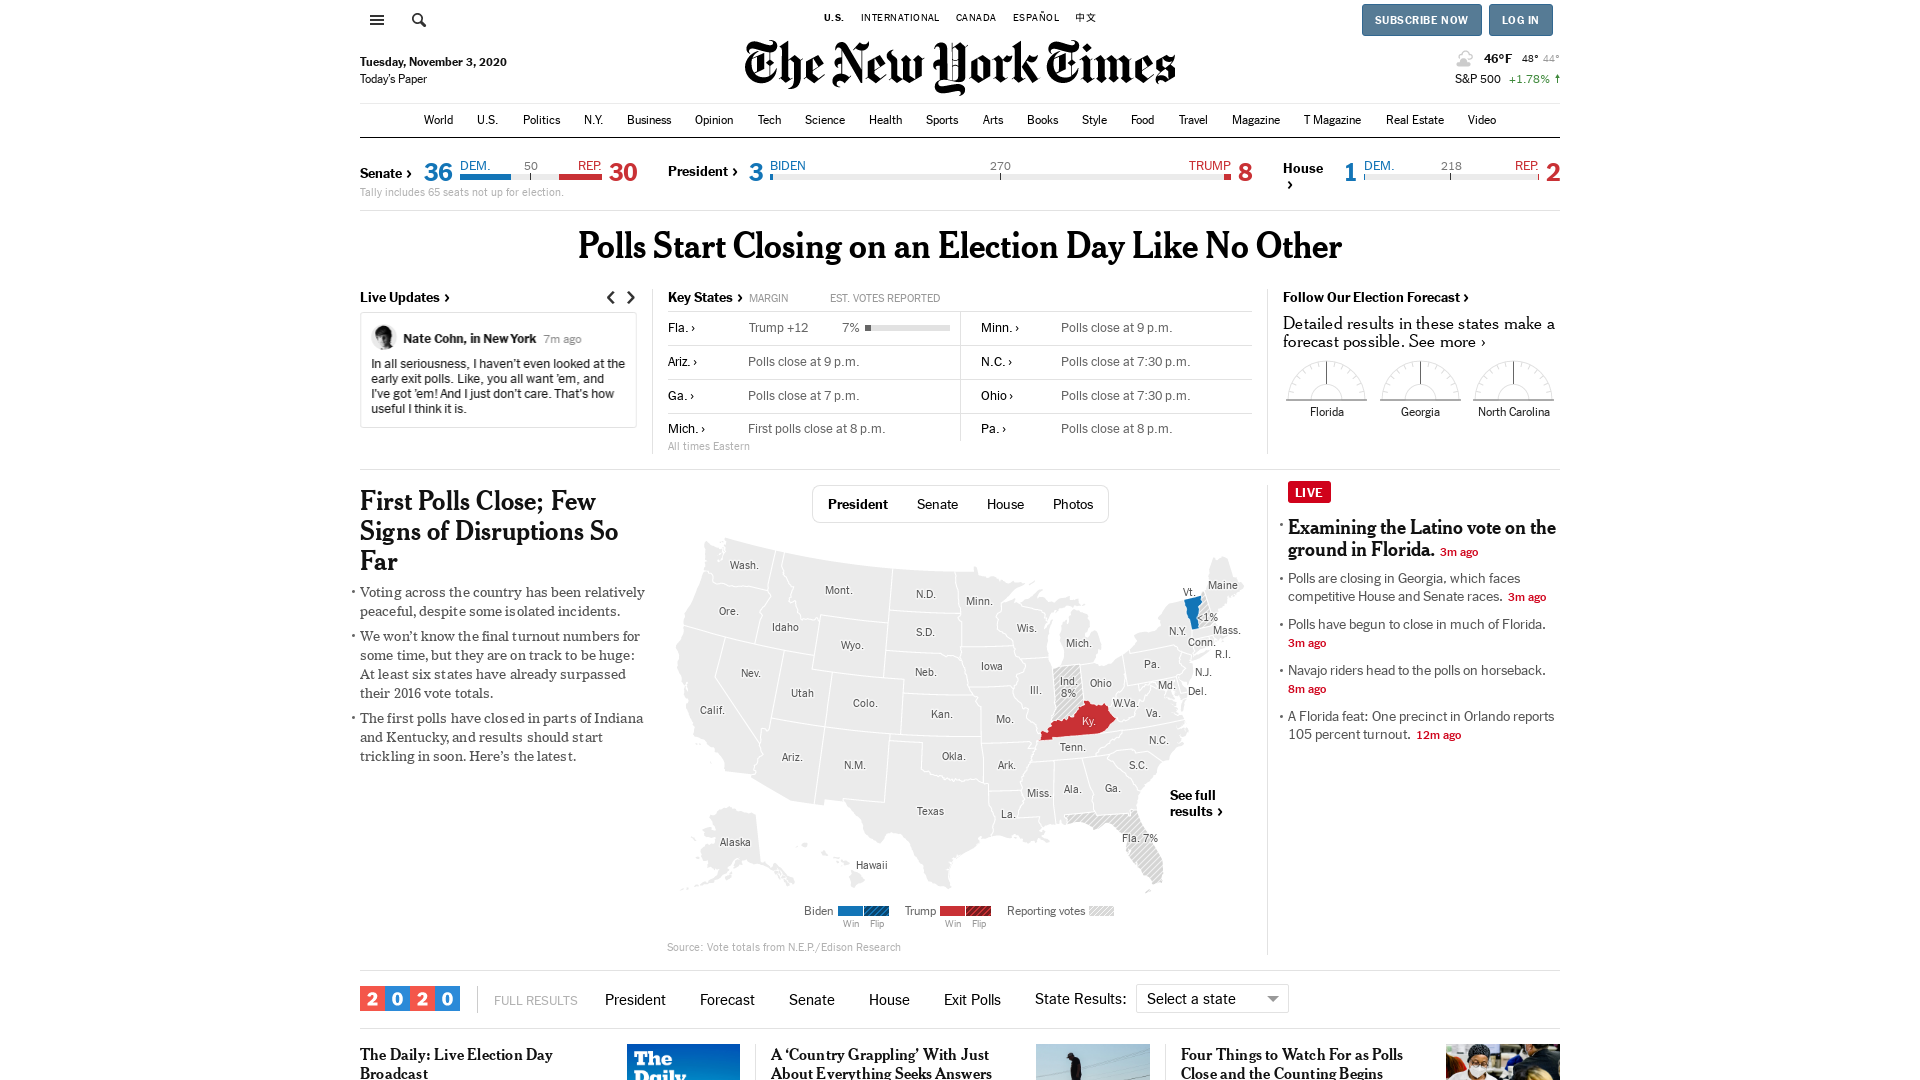 U.S. INTERNATIONAL CANADA ESPAÑOL 中文
SUBSCRIBE NOW LOG IN
Tuesday, November 3, 2020
Today's Paper
The New York Times
46°F 48° 44°
S&P 500 +1.78% ↑
World U.S. Politics N.Y. Business Opinion Tech Science Health Sports Arts Books Style Food Travel Magazine T Magazine Real Estate Video
Senate › 36 DEM. 50 REP. 30
Tally includes 65 seats not up for election.
President › 3 BIDEN 270 TRUMP 8
House › 1 DEM. 218 REP. 2
Polls Start Closing on an Election Day Like No Other
Live Updates ›
Nate Cohn, in New York 7m ago
In all seriousness, I haven't even looked at the
early exit polls. Like, you all want 'em, and
I've got 'em! And I just don't care. That's how
useful I think it is.
Key States › MARGIN EST. VOTES REPORTED
Fla. › Trump +12 7%
Minn. › Polls close at 9 p.m.
Ariz. › Polls close at 9 p.m.
N.C. › Polls close at 7:30 p.m.
Ga. › Polls close at 7 p.m.
Ohio › Polls close at 7:30 p.m.
Mich. › First polls close at 8 p.m.
Pa. › Polls close at 8 p.m.
All times Eastern
Follow Our Election Forecast ›
Detailed results in these states make a
forecast possible. See more ›
Florida Georgia North Carolina
First Polls Close; Few
Signs of Disruptions So
Far
• Voting across the country has been relatively
peaceful, despite some isolated incidents.
• We won't know the final turnout numbers for
some time, but they are on track to be huge:
At least six states have already surpassed
their 2016 vote totals.
• The first polls have closed in parts of Indiana
and Kentucky, and results should start
trickling in soon. Here's the latest.
President Senate House Photos
Wash.
Mont.
N.D.
Minn.
Maine
Vt.
Ore.
Idaho
S.D.
Wis.
<1%
N.Y.
Mass.
Wyo.
Mich.
Conn.
R.I.
Nev.
Neb.
Iowa
Pa.
N.J.
Utah
Ill.
Ind.
8%
Ohio
Md.
Del.
Calif.
Colo.
Kan.
Mo.
W.Va.
Va.
Ky.
Ariz.
N.M.
Okla.
Ark.
Tenn.
N.C.
S.C.
Miss.
Ala.
Ga.
See full
results ›
Texas
La.
Fla. 7%
Alaska
Hawaii
Biden Trump Reporting votes
Win Flip Win Flip
Source: Vote totals from N.E.P./Edison Research
LIVE
• Examining the Latino vote on the
ground in Florida. 3m ago
• Polls are closing in Georgia, which faces
competitive House and Senate races. 3m ago
• Polls have begun to close in much of Florida.
3m ago
• Navajo riders head to the polls on horseback.
8m ago
• A Florida feat: One precinct in Orlando reports
105 percent turnout. 12m ago
2020 FULL RESULTS President Forecast Senate House Exit Polls State Results: Select a state
The Daily: Live Election Day
Broadcast
The
Daily
A 'Country Grappling' With Just
About Everything Seeks Answers
Four Things to Watch For as Polls
Close and the Counting Begins